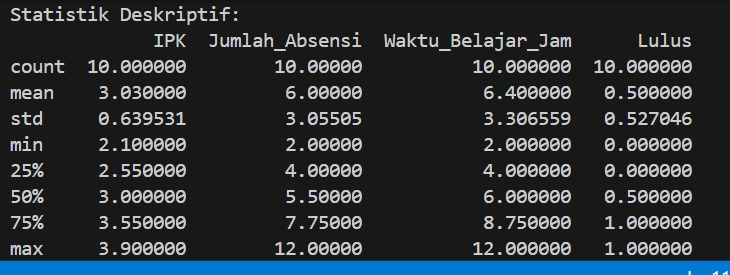 Statistik Deskriptif:
IPK Jumlah_Absensi Waktu_Belajar_Jam Lulus
count 10.000000 10.00000 10.000000 10.000000
mean 3.030000 6.00000 6.400000 0.500000
std 0.639531 3.05505 3.306559 0.527046
min 2.100000 2.00000 2.000000 0.000000
25% 2.550000 4.00000 4.000000 0.000000
50% 3.000000 5.50000 6.000000 0.500000
75% 3.550000 7.75000 8.750000 1.000000
max 3.900000 12.00000 12.000000 1.000000